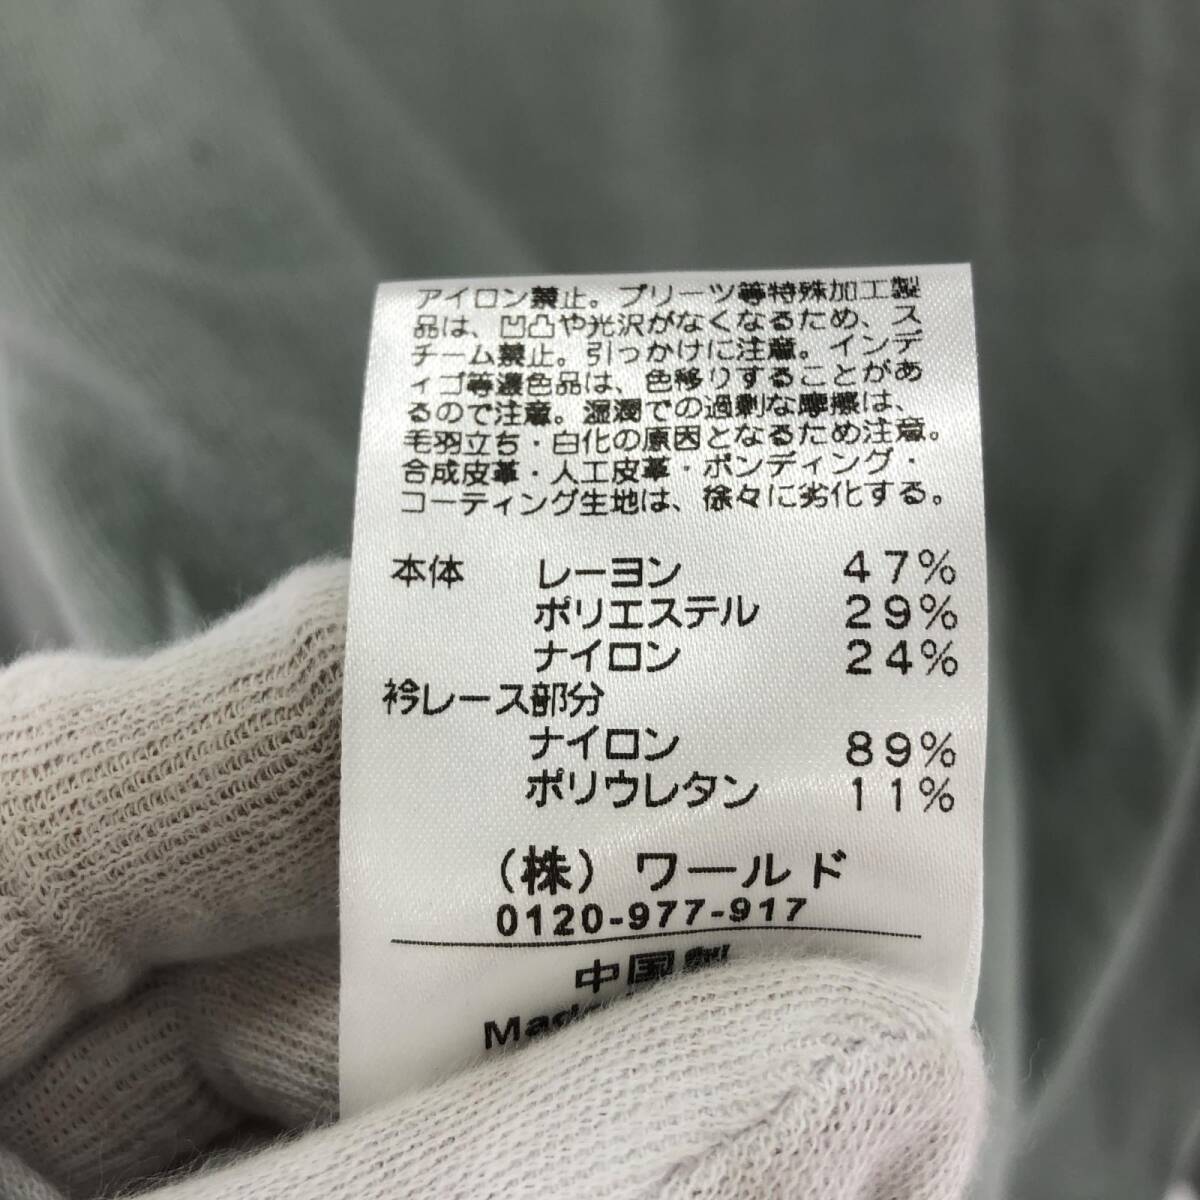 アイロン禁止。プリーツ等特殊加工製
品は、凹凸や光沢がなくなるため、ス
チーム禁止。引っかけに注意。インデ
ィゴ等濃色品は、色移りすることがあ
るので注意。湿潤での過剰な摩擦は、
毛羽立ち・白化の原因となるため注意。
合成皮革・人工皮革・ボンディング・
コーティング生地は、徐々に劣化する。
本体 レーヨン 47%
ポリエステル 29%
ナイロン 24%
衿レース部分
ナイロン 89%
ポリウレタン 11%
(株) ワールド
0120-977-917
中国製
Made